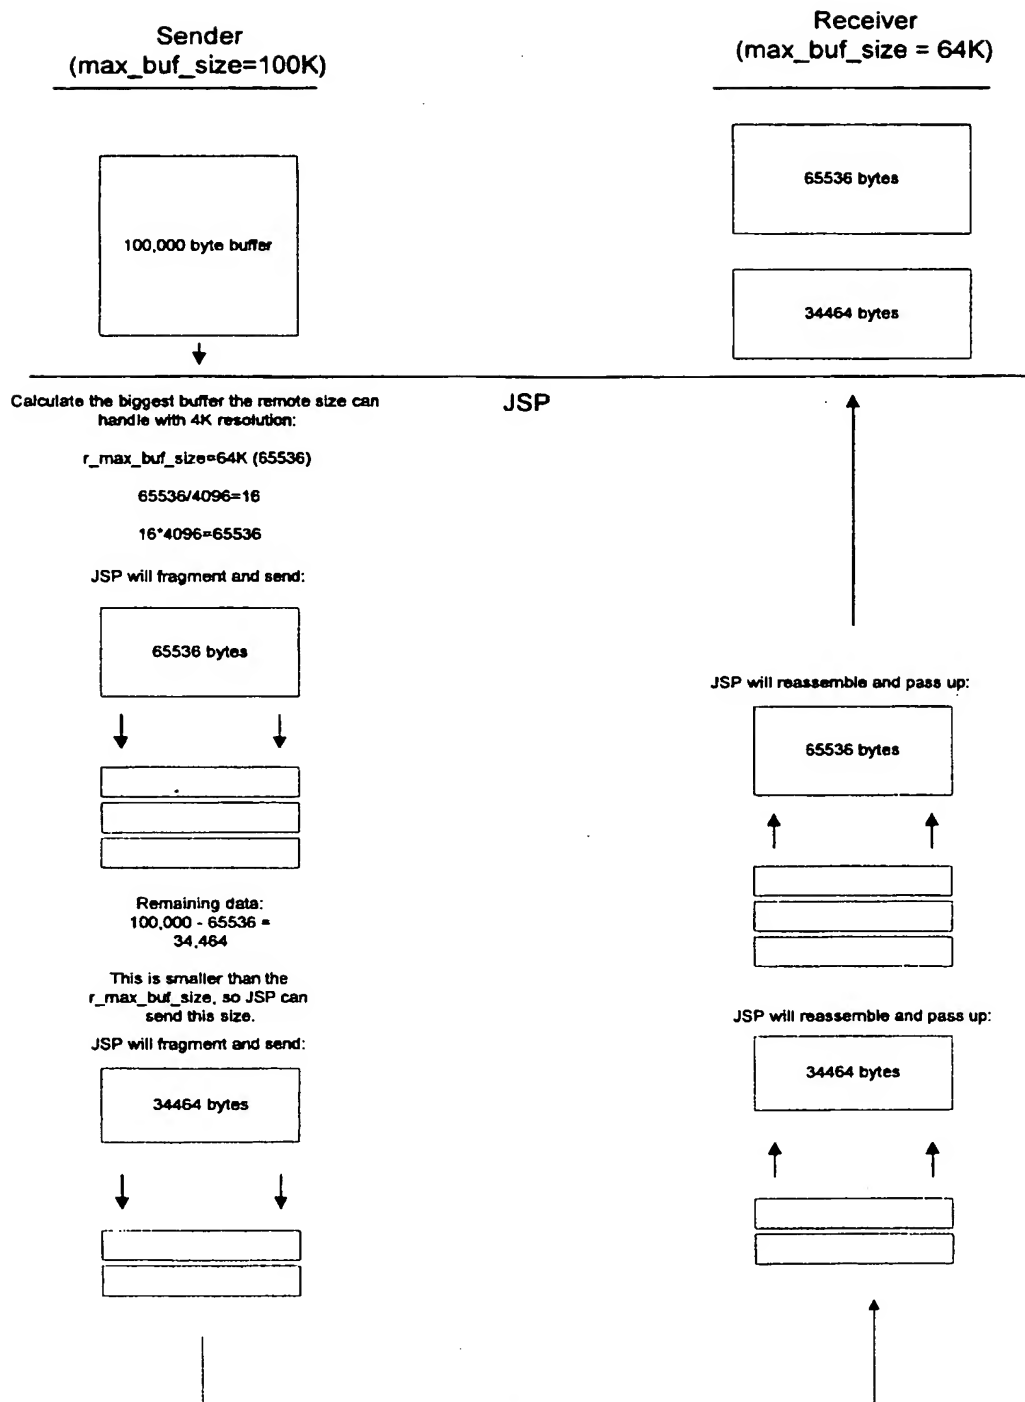 Sender
(max_buf_size=100K)
100,000 byte buffer
Receiver
(max_buf_size = 64K)
65536 bytes
34464 bytes
JSP
Calculate the biggest buffer the remote size can
handle with 4K resolution:
r_max_buf_size=64K (65536)
65536/4096=16
16*4096=65536
JSP will fragment and send:
65536 bytes
Remaining data:
100,000 - 65536 =
34,464
This is smaller than the
r_max_buf_size, so JSP can
send this size.
JSP will fragment and send:
34464 bytes
JSP will reassemble and pass up:
65536 bytes
JSP will reassemble and pass up:
34464 bytes